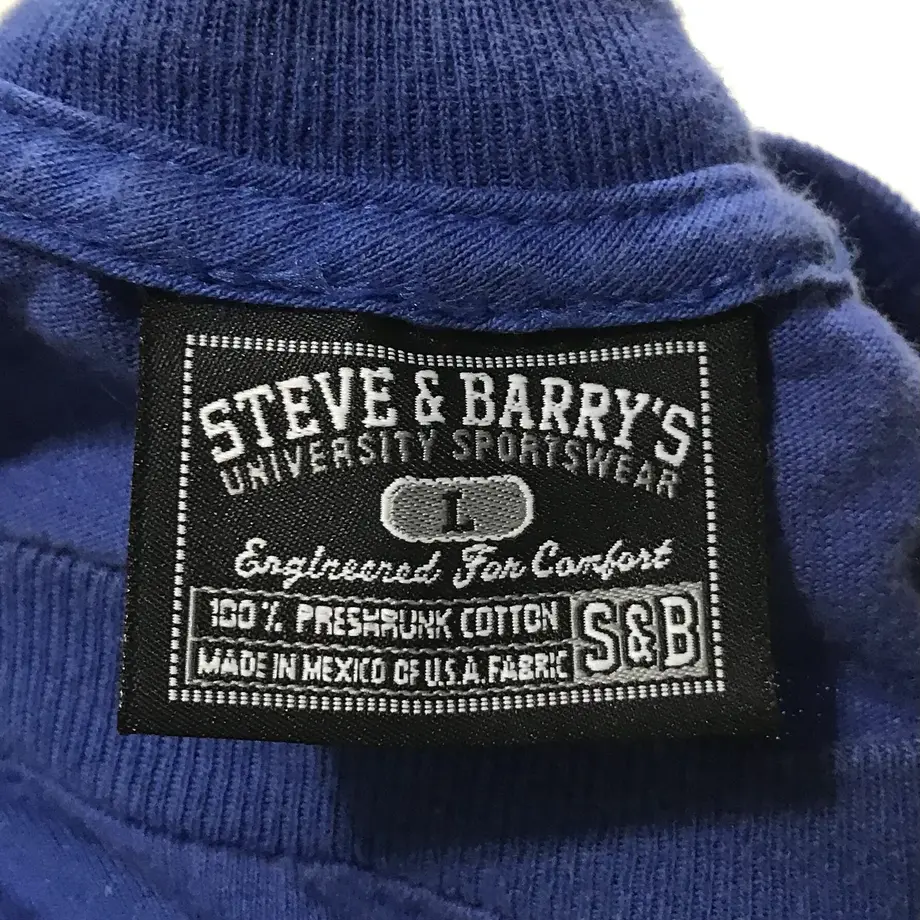 STEVE & BARRY'S
UNIVERSITY SPORTSWEAR
L
Engineered For Comfort
100% PRESHRUNK COTTON
MADE IN MEXICO OF U.S.A. FABRIC
S&B